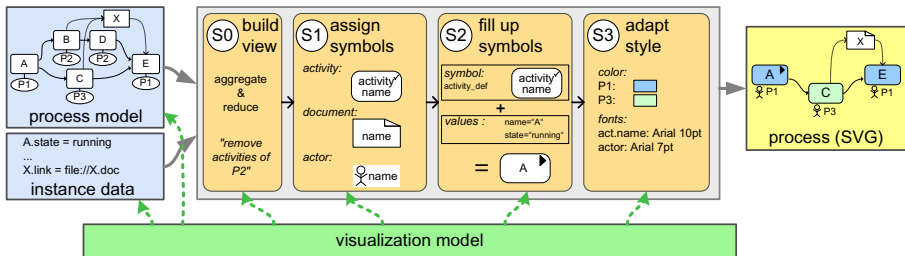 X
B
D
P2
P2
A
E
C
P1
P1
P3
process model
A.state = running
...
X.link = file://X.doc
instance data
S0 build
view
aggregate
&
reduce
"remove
activities of
P2"
S1 assign
symbols
activity:
activity
name
document:
name
actor:
name
S2 fill up
symbols
symbol:
activity_def
activity
name
+
values :
name="A"
state="running"
=
A
S3 adapt
style
color:
P1:
P3:
fonts:
act.name: Arial 10pt
actor: Arial 7pt
X
A
E
P1
C
P1
P3
process (SVG)
visualization model